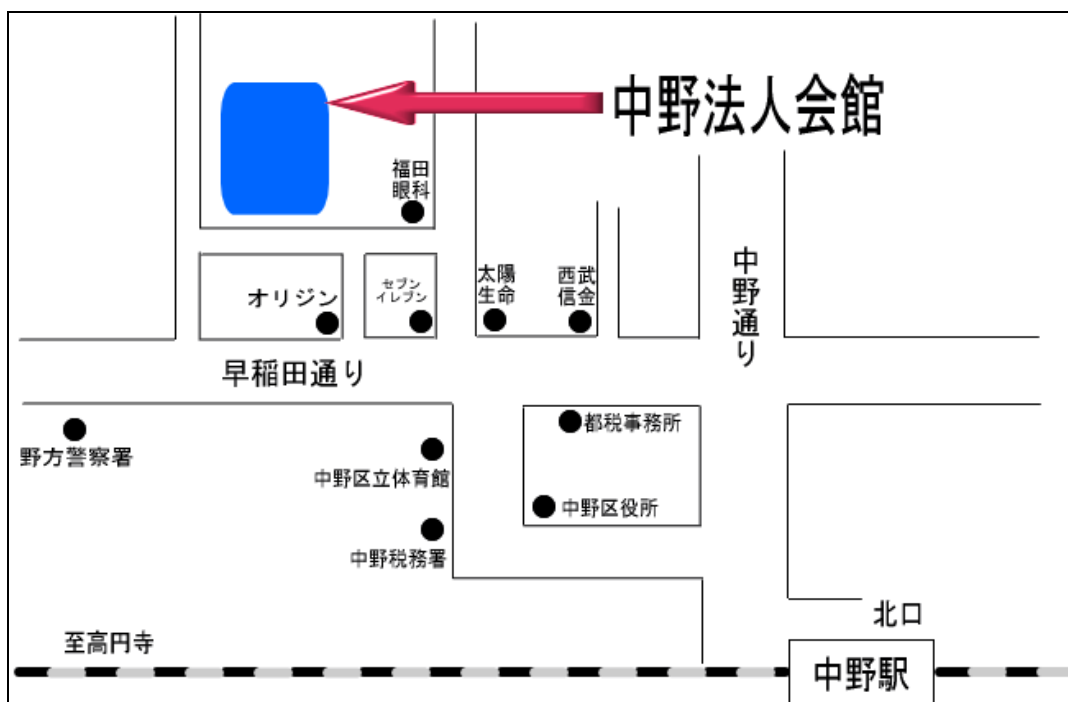 中野法人会館
福田
眼科
中野通り
太陽
生命
西武
信金
セブン
イレブン
オリジン
早稲田通り
都税事務所
野方警察署
中野区立体育館
中野区役所
中野税務署
北口
至高円寺
中野駅